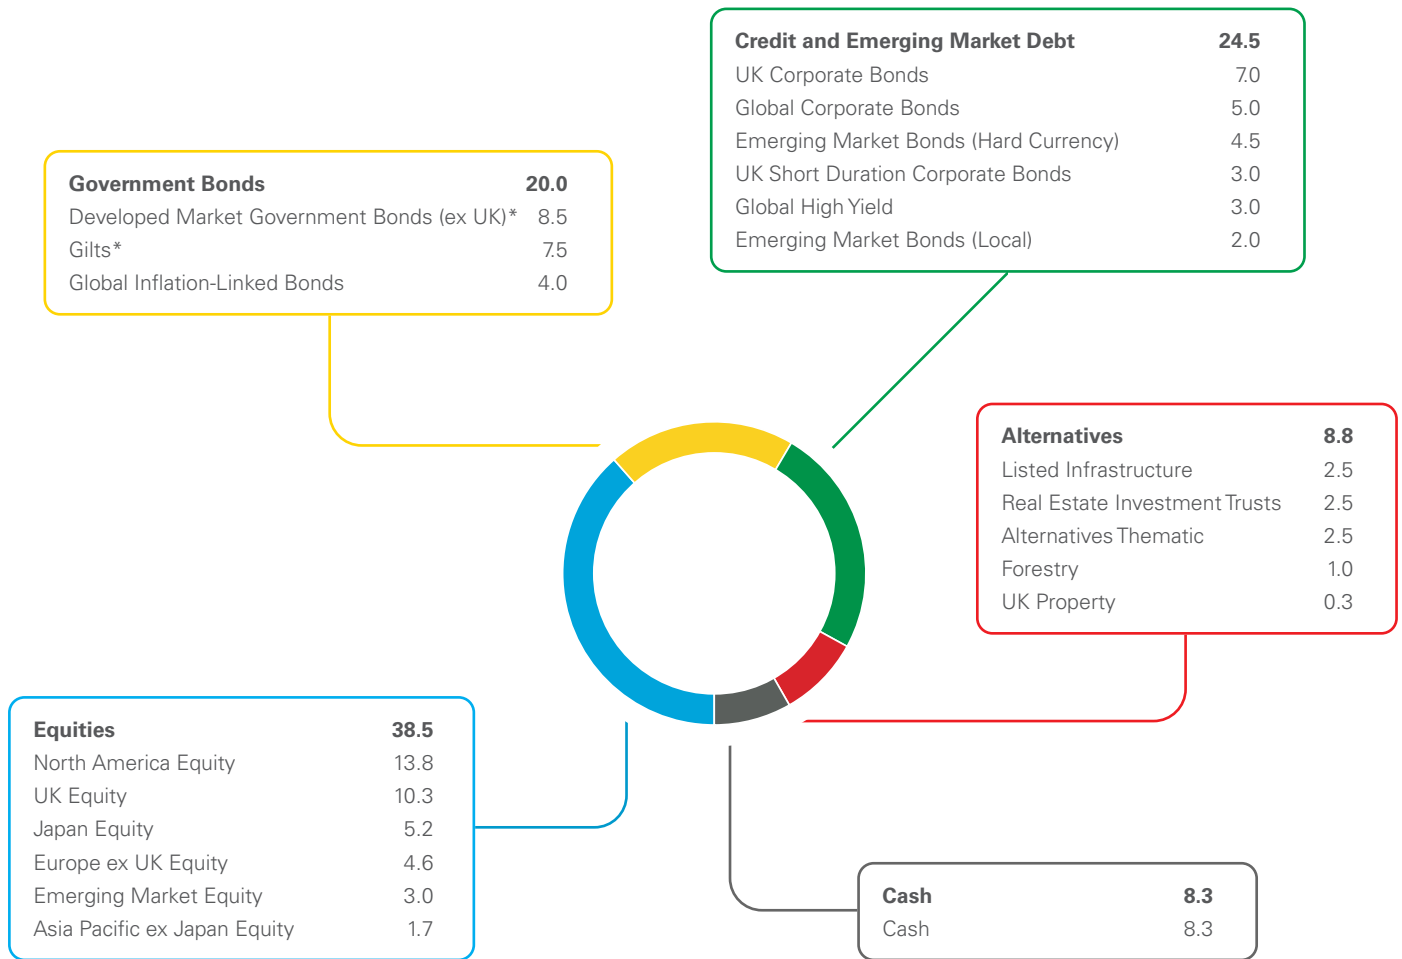 Credit and Emerging Market Debt 24.5
UK Corporate Bonds 7.0
Global Corporate Bonds 5.0
Emerging Market Bonds (Hard Currency) 4.5
UK Short Duration Corporate Bonds 3.0
Global High Yield 3.0
Emerging Market Bonds (Local) 2.0
Government Bonds 20.0
Developed Market Government Bonds (ex UK)* 8.5
Gilts* 7.5
Global Inflation-Linked Bonds 4.0
Alternatives 8.8
Listed Infrastructure 2.5
Real Estate Investment Trusts 2.5
Alternatives Thematic 2.5
Forestry 1.0
UK Property 0.3
Equities 38.5
North America Equity 13.8
UK Equity 10.3
Japan Equity 5.2
Europe ex UK Equity 4.6
Emerging Market Equity 3.0
Asia Pacific ex Japan Equity 1.7
Cash 8.3
Cash 8.3